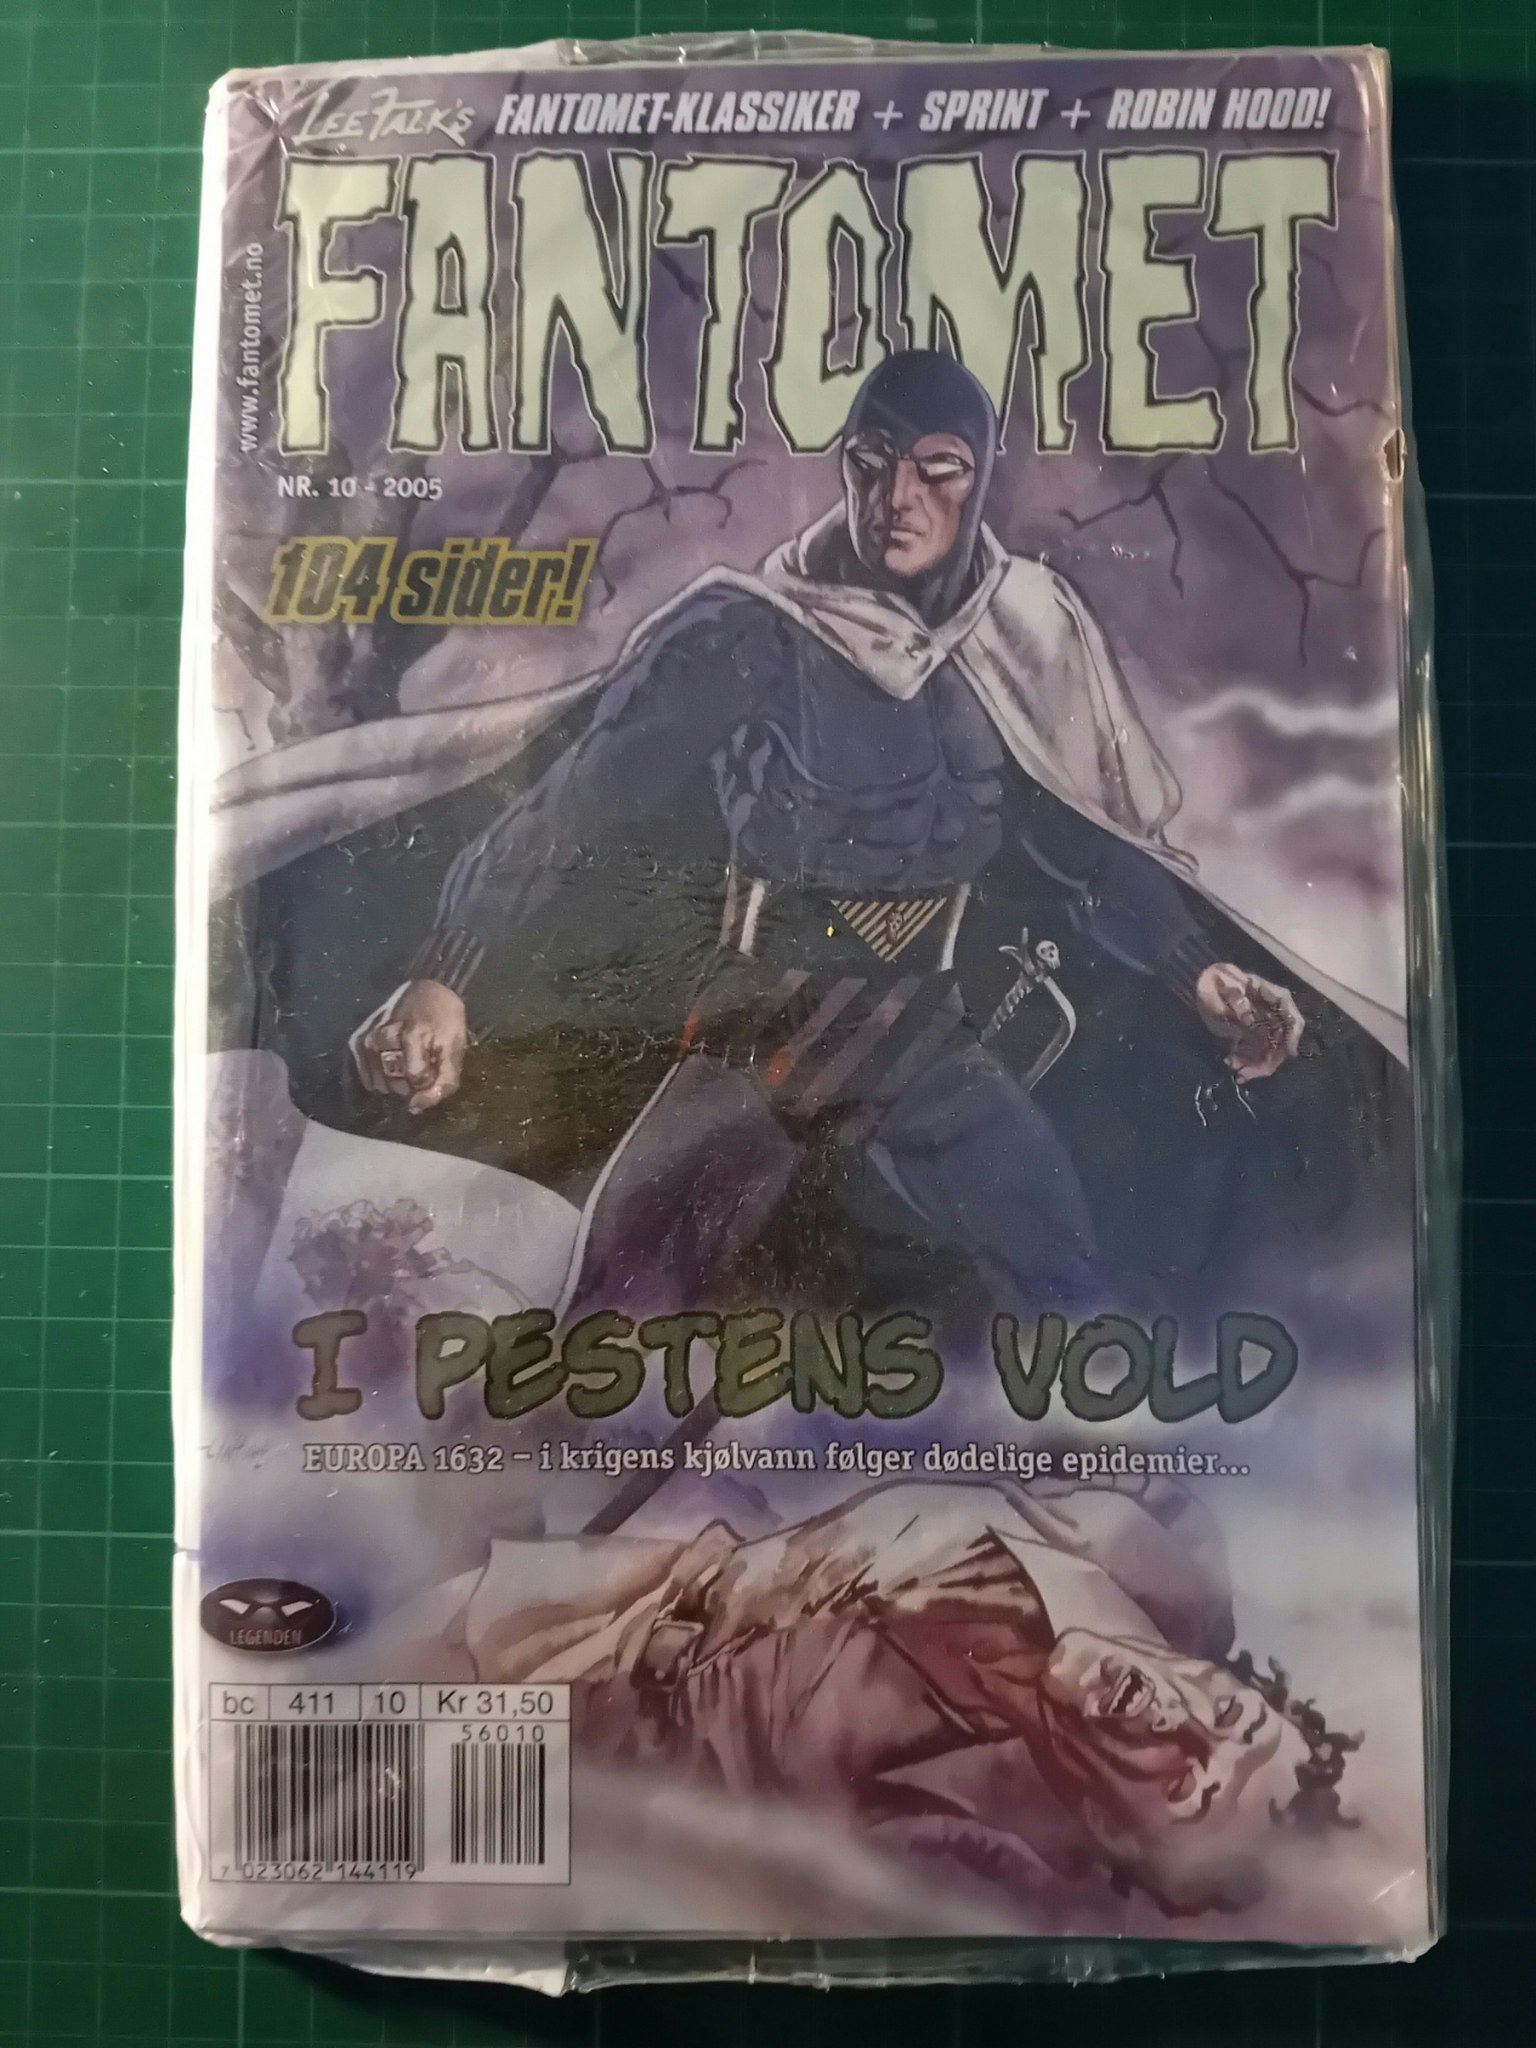 LEE FALK'S FANTOMET-KLASSIKER + SPRINT + ROBIN HOOD!
FANTOMET
www.fantomet.no
NR. 10 - 2005
104 sider!
I PESTENS VOLD
EUROPA 1632 – i krigens kjølvann følger dødelige epidemier...
LEGENDEN
bc 411 10 Kr 31,50
56010
7 023062 144119